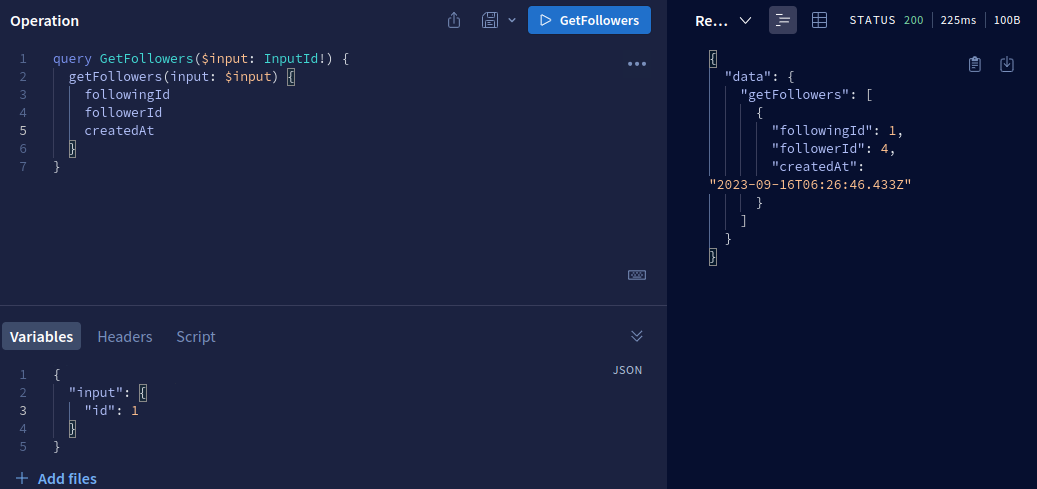 Operation
GetFollowers
1 query GetFollowers($input: InputId!) {
2 getFollowers(input: $input) {
3 followingId
4 followerId
5 createdAt
6 }
7 }
Variables Headers Script
JSON
1 {
2 "input": {
3 "id": 1
4 }
5 }
Add files
Re... STATUS 200 225ms 100B
{
"data": {
"getFollowers": [
{
"followingId": 1,
"followerId": 4,
"createdAt":
"2023-09-16T06:26:46.433Z"
}
]
}
}